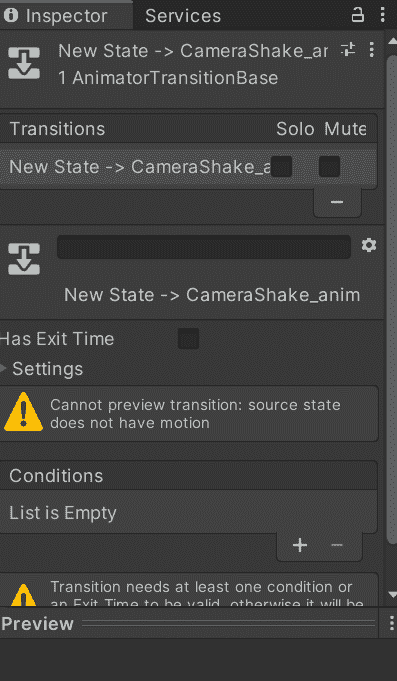 Inspector Services
New State -> CameraShake_ar
1 AnimatorTransitionBase
Transitions Solo Mute
New State -> CameraShake_a
New State -> CameraShake_anim
Has Exit Time
Settings
Cannot preview transition: source state
does not have motion
Conditions
List is Empty
Transition needs at least one condition or
an Exit Time to be valid, otherwise it will be
Preview